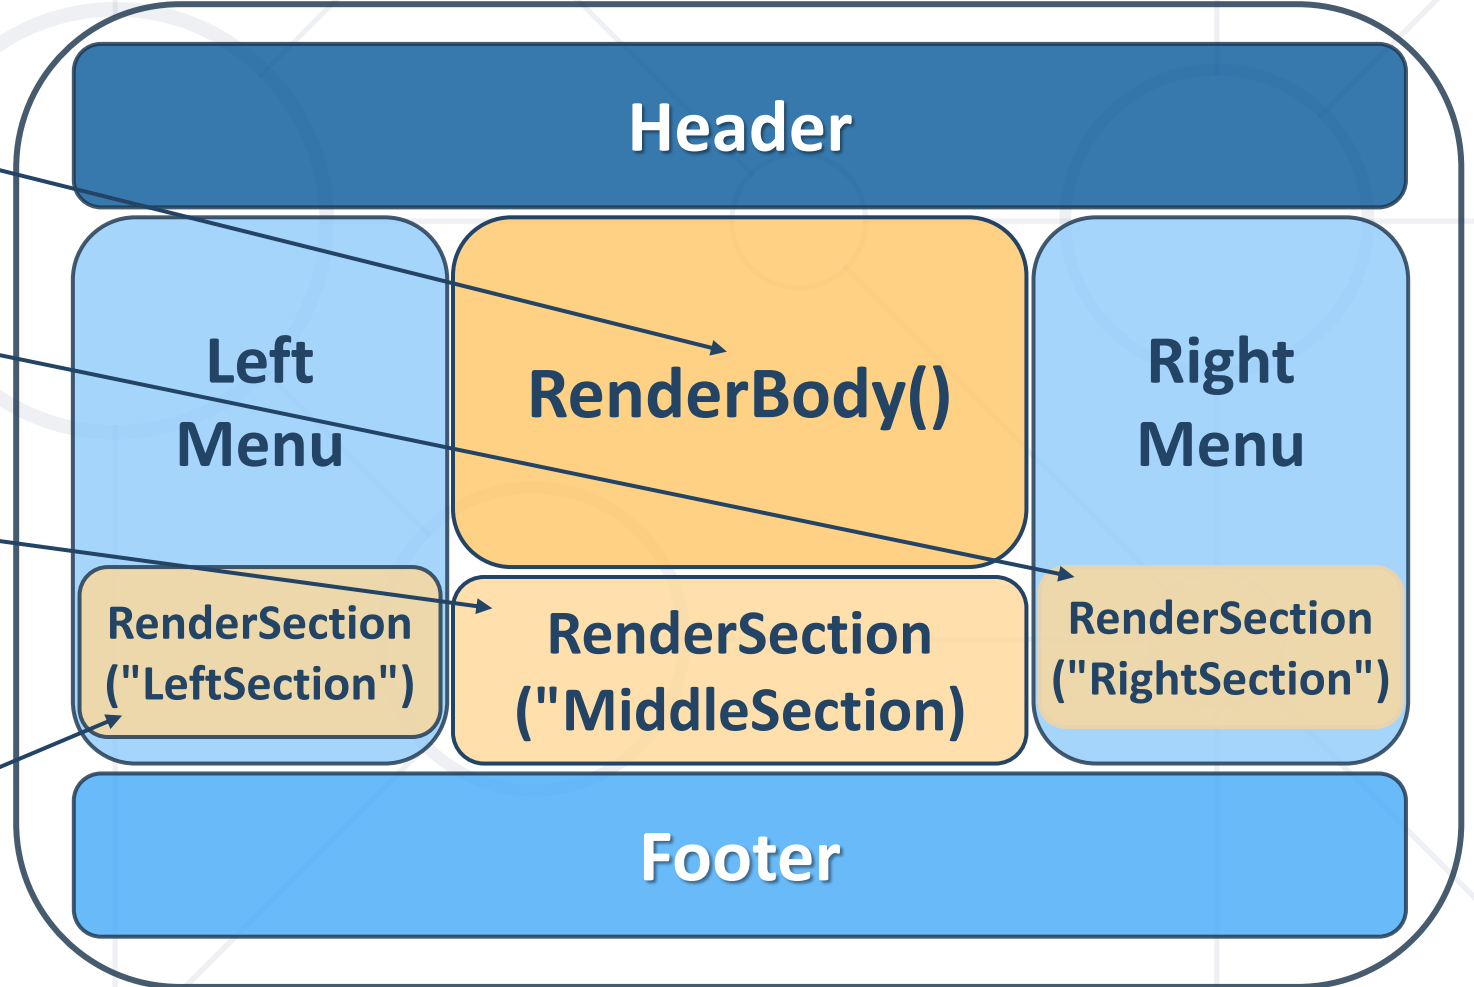 Header
Left
Menu
RenderBody()
Right
Menu
RenderSection
("LeftSection")
RenderSection
("MiddleSection)
RenderSection
("RightSection")
Footer